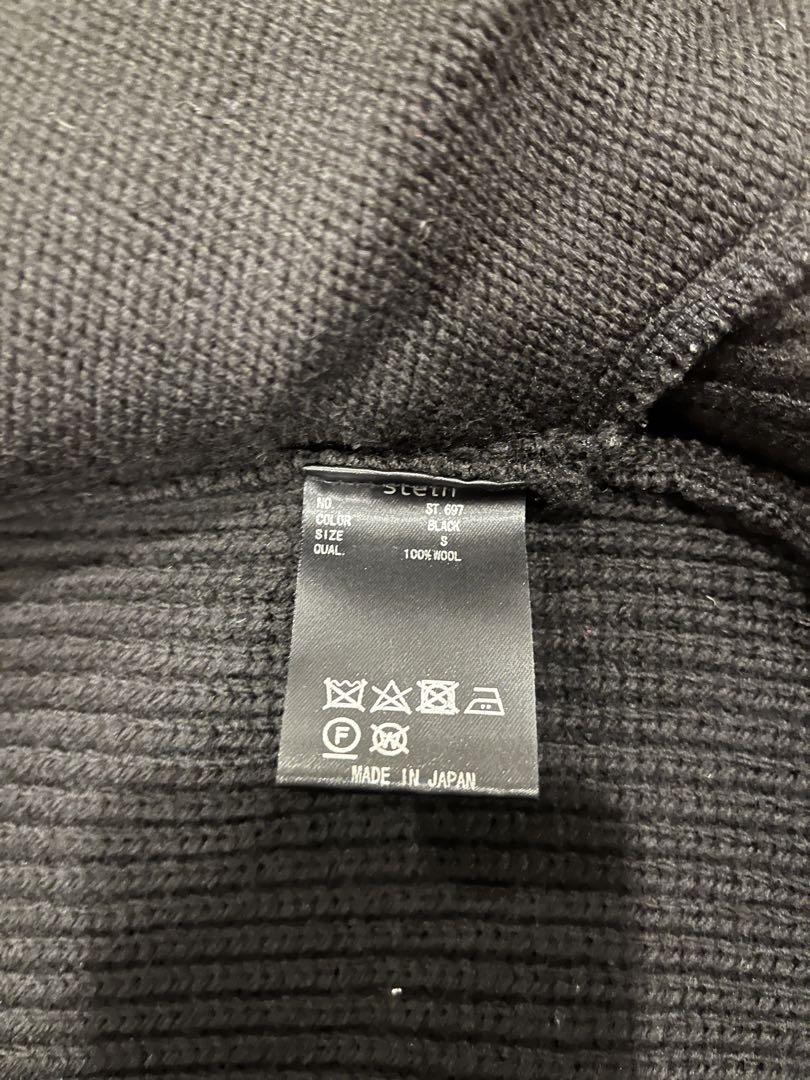 stein
NO. ST.697
COLOR BLACK
SIZE S
QUAL. 100%WOOL
F W
MADE IN JAPAN